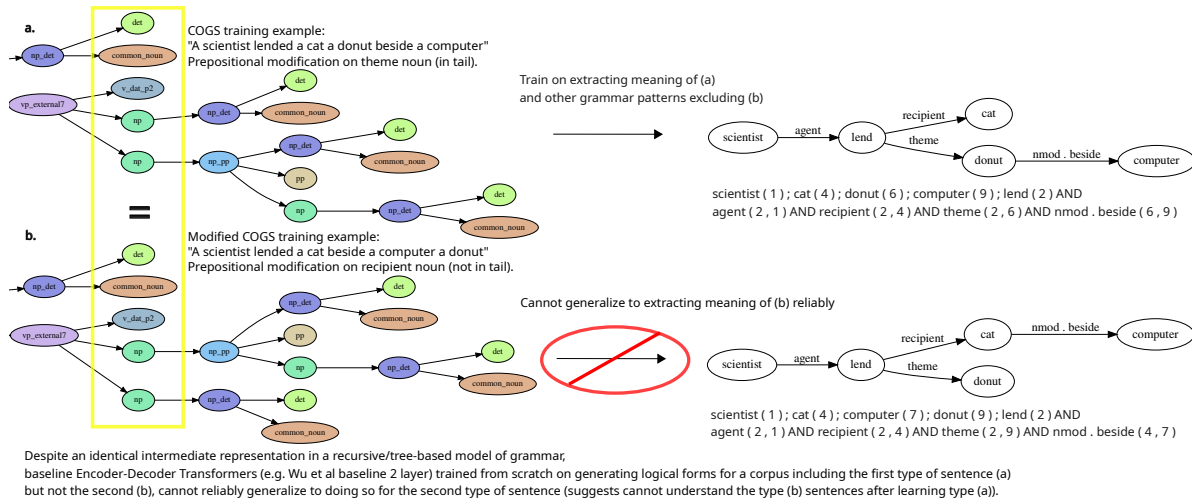 a.
COGS training example:
"A scientist lended a cat a donut beside a computer"
Prepositional modification on theme noun (in tail).
np_det
det
common_noun
vp_external7
v_dat_p2
np
np_det
det
common_noun
np
np_pp
np_det
det
common_noun
pp
np
np_det
det
common_noun
Train on extracting meaning of (a)
and other grammar patterns excluding (b)
scientist
agent
lend
recipient
cat
theme
donut
nmod . beside
computer
scientist ( 1 ) ; cat ( 4 ) ; donut ( 6 ) ; computer ( 9 ) ; lend ( 2 ) AND
agent ( 2 , 1 ) AND recipient ( 2 , 4 ) AND theme ( 2 , 6 ) AND nmod . beside ( 6 , 9 )
=
b.
Modified COGS training example:
"A scientist lended a cat beside a computer a donut"
Prepositional modification on recipient noun (not in tail).
np_det
det
common_noun
vp_external7
v_dat_p2
np
np_pp
np_det
det
common_noun
pp
np
np_det
det
common_noun
np
np_det
det
common_noun
Cannot generalize to extracting meaning of (b) reliably
scientist
agent
lend
recipient
cat
nmod . beside
computer
theme
donut
scientist ( 1 ) ; cat ( 4 ) ; computer ( 7 ) ; donut ( 9 ) ; lend ( 2 ) AND
agent ( 2 , 1 ) AND recipient ( 2 , 4 ) AND theme ( 2 , 9 ) AND nmod . beside ( 4 , 7 )
Despite an identical intermediate representation in a recursive/tree-based model of grammar,
baseline Encoder-Decoder Transformers (e.g. Wu et al baseline 2 layer) trained from scratch on generating logical forms for a corpus including the first type of sentence (a)
but not the second (b), cannot reliably generalize to doing so for the second type of sentence (suggests cannot understand the type (b) sentences after learning type (a)).